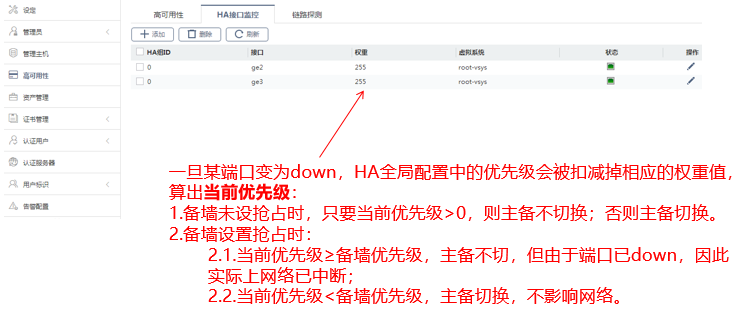 设定
管理员
管理主机
高可用性
资产管理
证书管理
认证用户
认证服务器
用户标识
告警配置
高可用性 HA接口监控 链路探测
添加 删除 刷新
HA组ID 接口 权重 虚拟系统 状态 操作
0 ge2 255 root-vsys
0 ge3 255 root-vsys
一旦某端口变为down，HA全局配置中的优先级会被扣减掉相应的权重值，
算出当前优先级：
1.备墙未设抢占时，只要当前优先级>0，则主备不切换；否则主备切换。
2.备墙设置抢占时：
2.1.当前优先级≥备墙优先级，主备不切，但由于端口已down，因此
实际上网络已中断；
2.2.当前优先级<备墙优先级，主备切换，不影响网络。